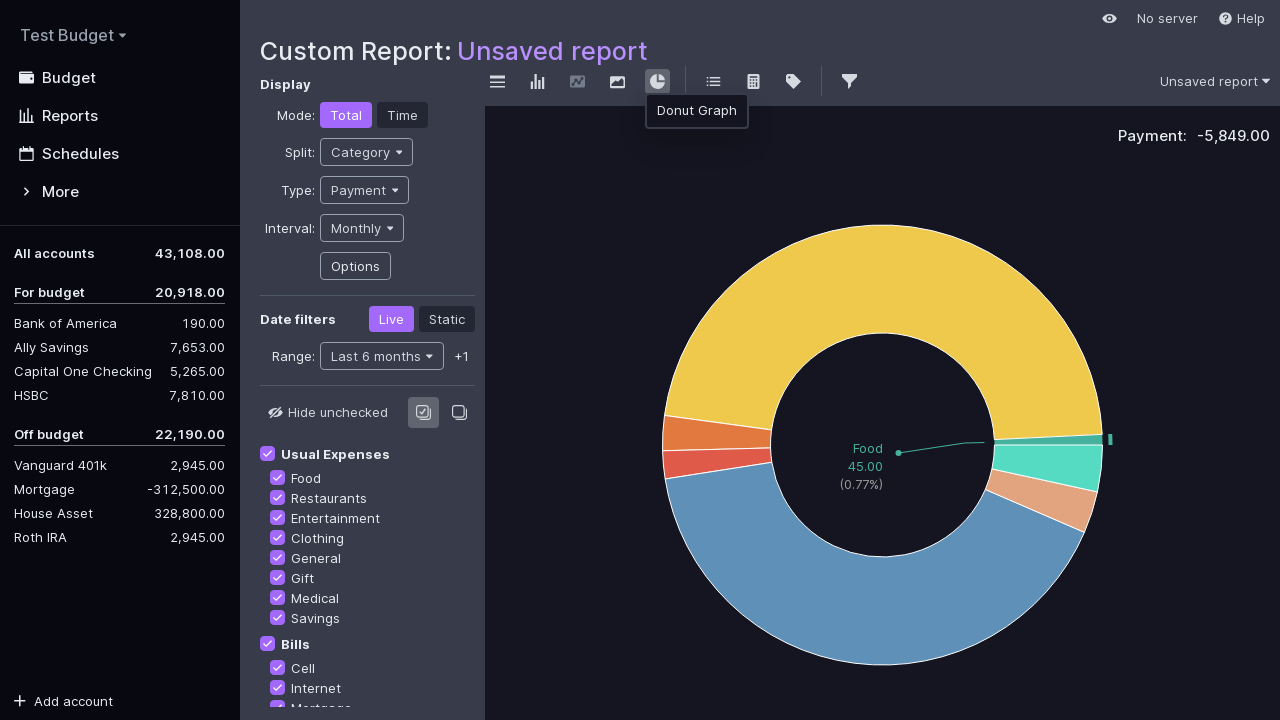 Test Budget
Budget
Reports
Schedules
More
All accounts 43,108.00
For budget 20,918.00
Bank of America 190.00
Ally Savings 7,653.00
Capital One Checking 5,265.00
HSBC 7,810.00
Off budget 22,190.00
Vanguard 401k 2,945.00
Mortgage -312,500.00
House Asset 328,800.00
Roth IRA 2,945.00
Add account
No server
Help
Custom Report: Unsaved report
Unsaved report
Donut Graph
Display
Mode: Total Time
Split: Category
Type: Payment
Interval: Monthly
Options
Date filters Live Static
Range: Last 6 months +1
Hide unchecked
Usual Expenses
Food
Restaurants
Entertainment
Clothing
General
Gift
Medical
Savings
Bills
Cell
Internet
Mortgage
Payment: -5,849.00
Food
45.00
(0.77%)